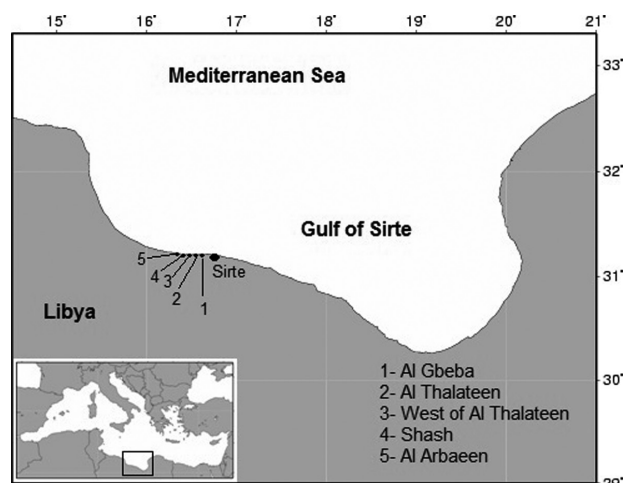 15° 16° 17° 18° 19° 20° 21°
33°
Mediterranean Sea
32°
Gulf of Sirte
5
4
3
2
1
Sirte
31°
Libya
1- Al Gbeba
30°
2- Al Thalateen
3- West of Al Thalateen
4- Shash
5- Al Arbaeen
29°